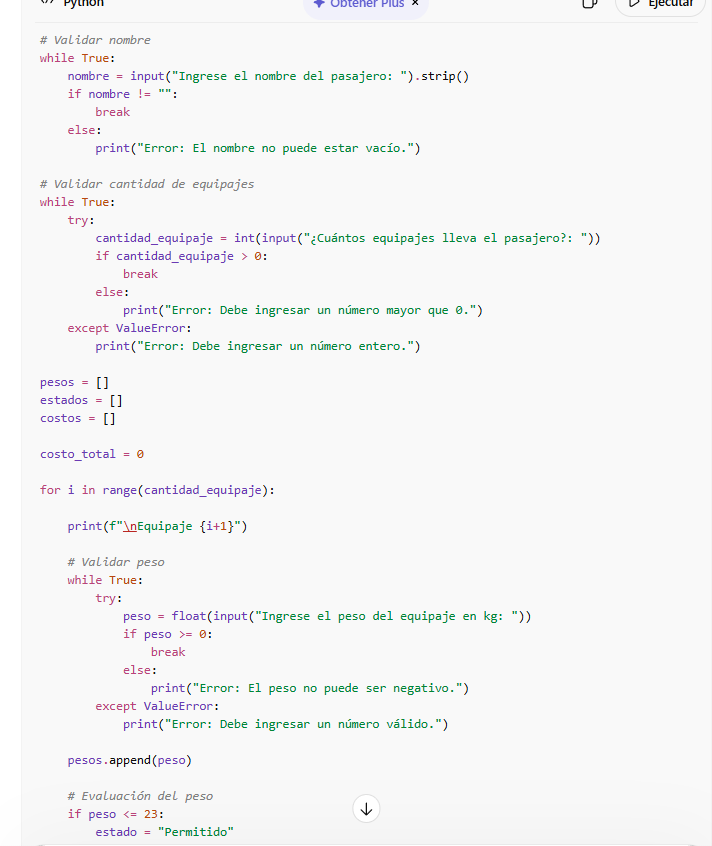 Python
Obtener Plus ×
Ejecutar
# Validar nombre
while True:
    nombre = input("Ingrese el nombre del pasajero: ").strip()
    if nombre != "":
        break
    else:
        print("Error: El nombre no puede estar vacío.")
# Validar cantidad de equipajes
while True:
    try:
        cantidad_equipaje = int(input("¿Cuántos equipajes lleva el pasajero?: "))
        if cantidad_equipaje > 0:
            break
        else:
            print("Error: Debe ingresar un número mayor que 0.")
    except ValueError:
        print("Error: Debe ingresar un número entero.")
pesos = []
estados = []
costos = []
costo_total = 0
for i in range(cantidad_equipaje):
    print(f"\nEquipaje {i+1}")
    # Validar peso
    while True:
        try:
            peso = float(input("Ingrese el peso del equipaje en kg: "))
            if peso >= 0:
                break
            else:
                print("Error: El peso no puede ser negativo.")
        except ValueError:
            print("Error: Debe ingresar un número válido.")
    pesos.append(peso)
    # Evaluación del peso
    if peso <= 23:
        estado = "Permitido"